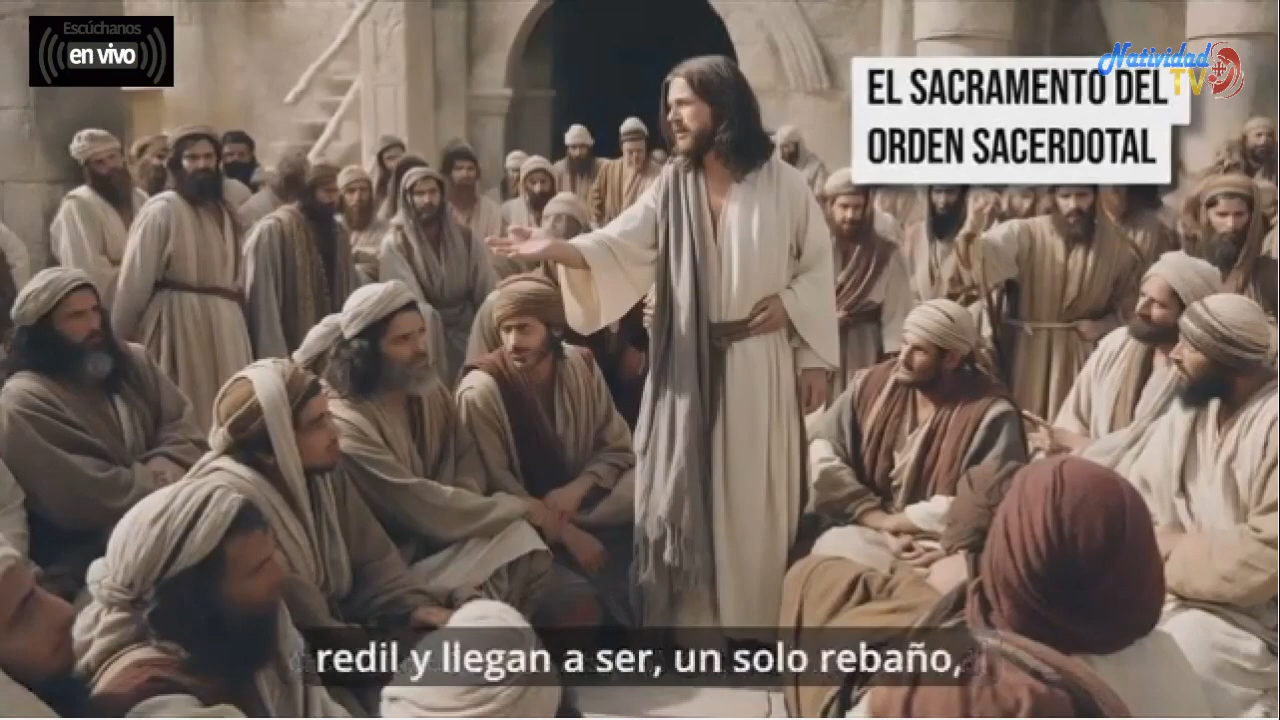 Escúchanos
en vivo
Natividad
TV
EL SACRAMENTO DEL
ORDEN SACERDOTAL
redil y llegan a ser, un solo rebaño,